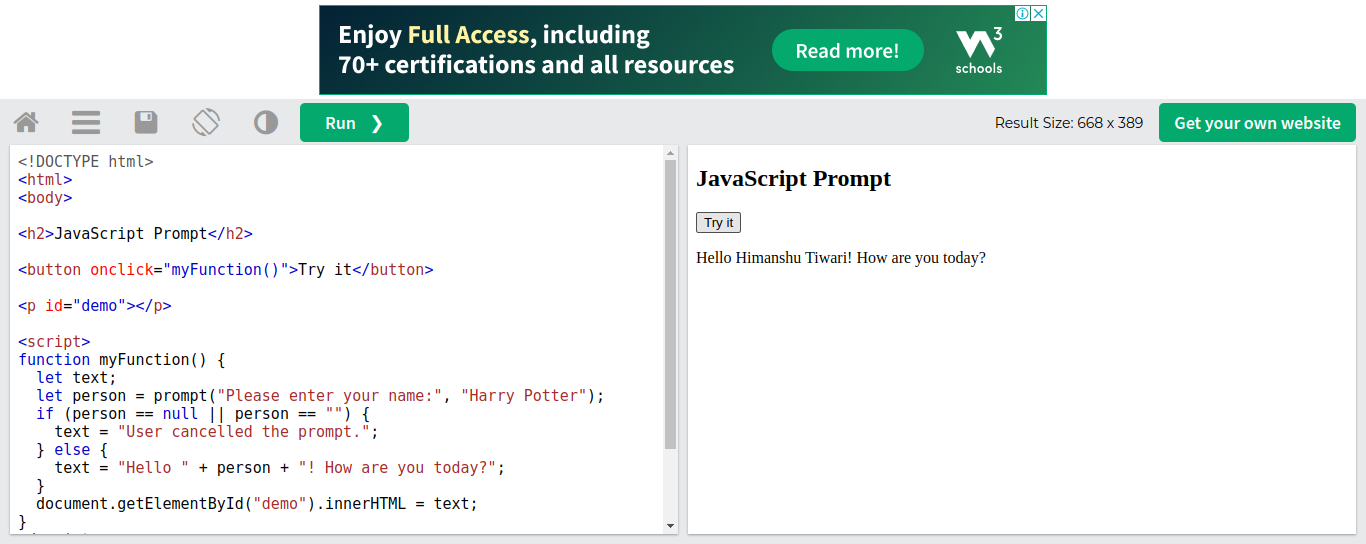 Enjoy Full Access, including
70+ certifications and all resources
Read more!
3
schools
Run ❯
Result Size: 668 x 389
Get your own website
<!DOCTYPE html>
<html>
<body>
<h2>JavaScript Prompt</h2>
<button onclick="myFunction()">Try it</button>
<p id="demo"></p>
<script>
function myFunction() {
  let text;
  let person = prompt("Please enter your name:", "Harry Potter");
  if (person == null || person == "") {
    text = "User cancelled the prompt.";
  } else {
    text = "Hello " + person + "! How are you today?";
  }
  document.getElementById("demo").innerHTML = text;
}
JavaScript Prompt
Try it
Hello Himanshu Tiwari! How are you today?